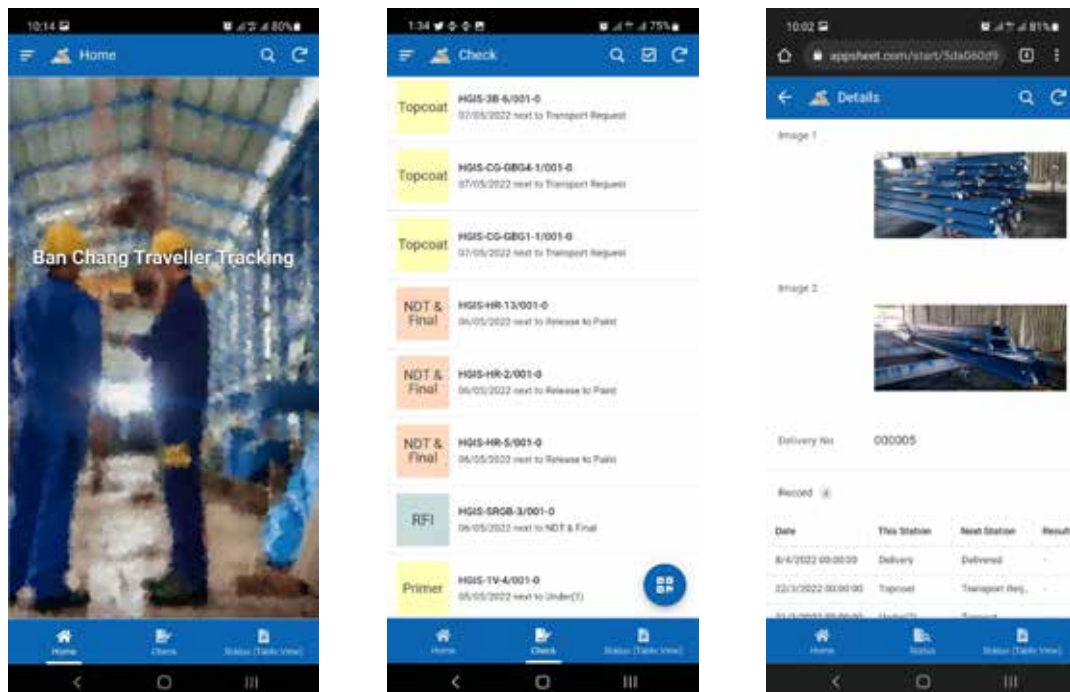 10:14
80%
Home
Ban Chang Traveller Tracking
Home
Check
Status (Table View)
1:34
75%
Check
Topcoat
HGIS-3B-6/001-0
07/05/2022 next to Transport Request
Topcoat
HGIS-CG-GBG4-1/001-0
07/05/2022 next to Transport Request
Topcoat
HGIS-CG-GBG1-1/001-0
07/05/2022 next to Transport Request
NDT &
Final
HGIS-HR-13/001-0
06/05/2022 next to Release to Paint
NDT &
Final
HGIS-HR-2/001-0
06/05/2022 next to Release to Paint
NDT &
Final
HGIS-HR-5/001-0
06/05/2022 next to Release to Paint
RFI
HGIS-SRGB-3/001-0
06/05/2022 next to NDT & Final
Primer
HGIS-1V-4/001-0
05/05/2022 next to Under(1)
Home
Check
Status (Table View)
10:02
81%
appsheet.com/start/5da060d9
Details
Image 1
Image 2
Delivery No
000005
Record
Date
This Station
Next Station
Result
8/4/2022 00:00:00
Delivery
Delivered
-
22/3/2022 00:00:00
Topcoat
Transport Req..
-
Home
Status
Status (Table View)